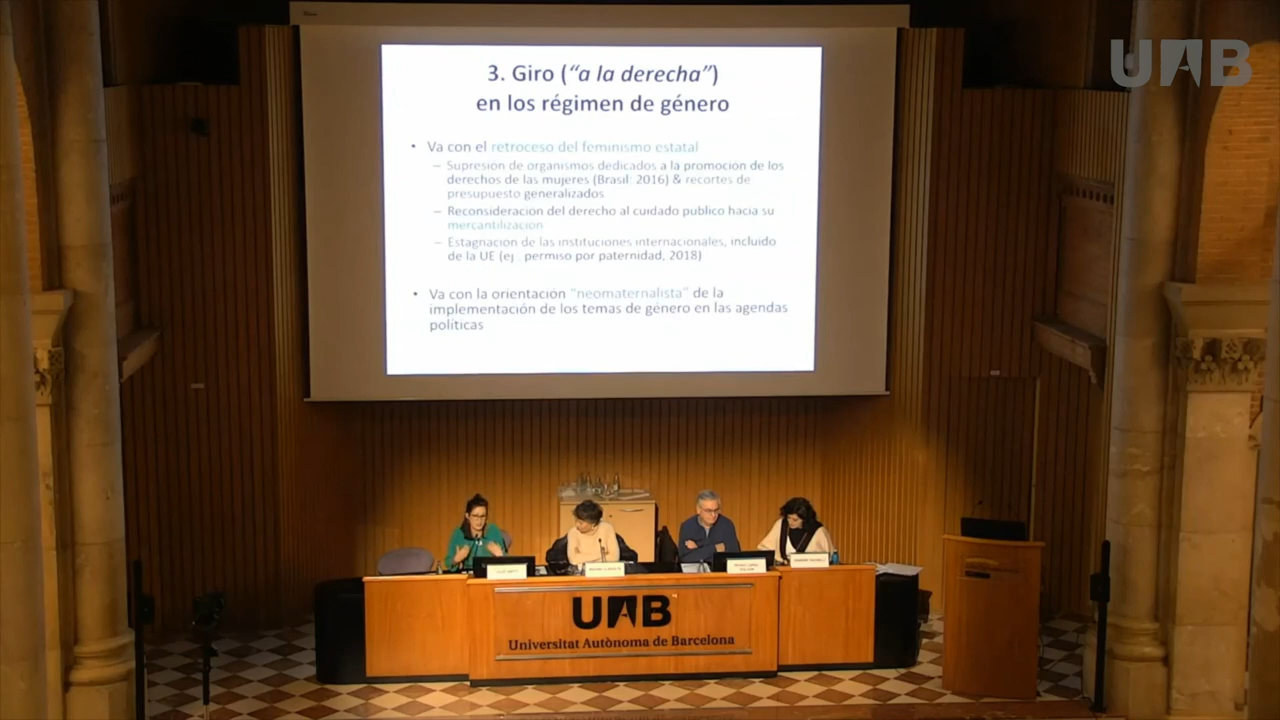 UAB
3. Giro (“a la derecha”)
en los régimen de género
• Va con el retroceso del feminismo estatal
– Supresión de organismos dedicados a la promoción de los
derechos de las mujeres (Brasil: 2016) & recortes de
presupuesto generalizados
– Reconsideración del derecho al cuidado público hacia su
mercantilización
– Estagnación de las instituciones internacionales, incluido
de la UE (ej.: permiso por paternidad, 2018)
• Va con la orientación “neomaternalista” de la
implementación de los temas de género en las agendas
políticas
UAB
Universitat Autònoma de Barcelona